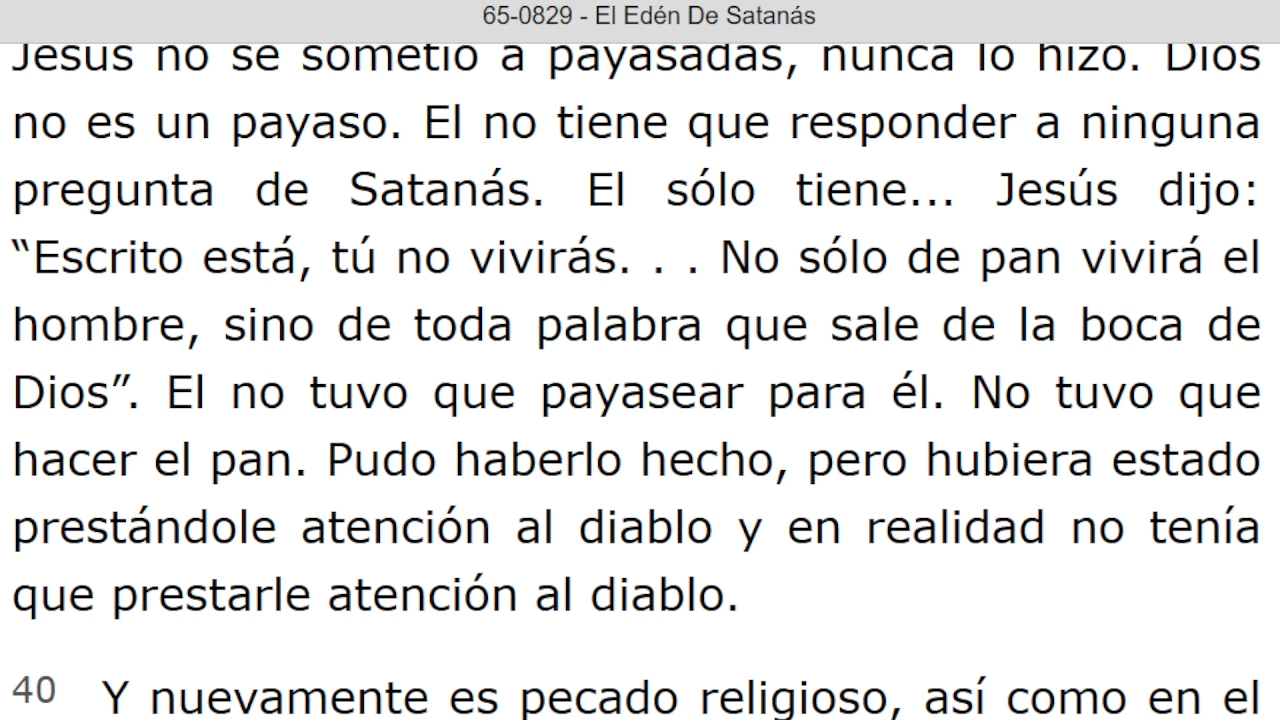 65-0829 - El Edén De Satanás
Jesús no se sometió a payasadas, nunca lo hizo. Dios
no es un payaso. El no tiene que responder a ninguna
pregunta de Satanás. El sólo tiene... Jesús dijo:
“Escrito está, tú no vivirás. . . No sólo de pan vivirá el
hombre, sino de toda palabra que sale de la boca de
Dios”. El no tuvo que payasear para él. No tuvo que
hacer el pan. Pudo haberlo hecho, pero hubiera estado
prestándole atención al diablo y en realidad no tenía
que prestarle atención al diablo.
40 Y nuevamente es pecado religioso, así como en el